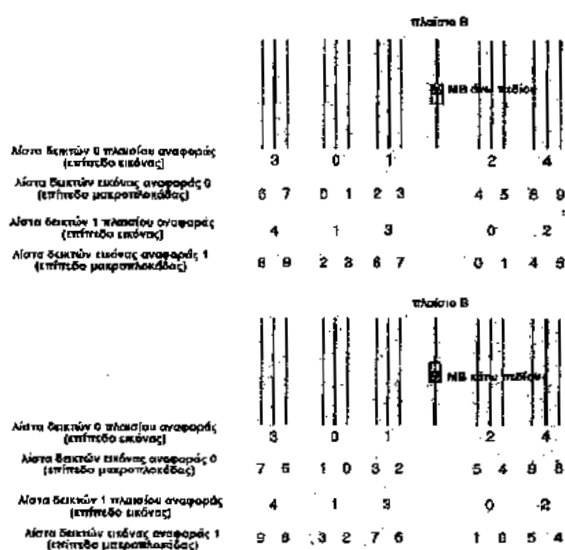 πλαίσιο B
MB άνω πεδίου
Λίστα δεικτών 0 πλαισίου αναφοράς
(επίπεδο εικόνας)
3 0 1 2 4
Λίστα δεικτών εικόνας αναφοράς 0
(επίπεδο μακροπλοκάδας)
6 7 0 1 2 3 4 5 8 9
Λίστα δεικτών 1 πλαισίου αναφοράς
(επίπεδο εικόνας)
4 1 3 0 2
Λίστα δεικτών εικόνας αναφοράς 1
(επίπεδο μακροπλοκάδας)
8 9 2 3 6 7 0 1 4 5
πλαίσιο B
MB κάτω πεδίου
Λίστα δεικτών 0 πλαισίου αναφοράς
(επίπεδο εικόνας)
3 0 1 2 4
Λίστα δεικτών εικόνας αναφοράς 0
(επίπεδο μακροπλοκάδας)
7 6 1 0 3 2 5 4 9 8
Λίστα δεικτών 1 πλαισίου αναφοράς
(επίπεδο εικόνας)
4 1 3 0 2
Λίστα δεικτών εικόνας αναφοράς 1
(επίπεδο μακροπλοκάδας)
9 8 3 2 7 6 1 0 5 4